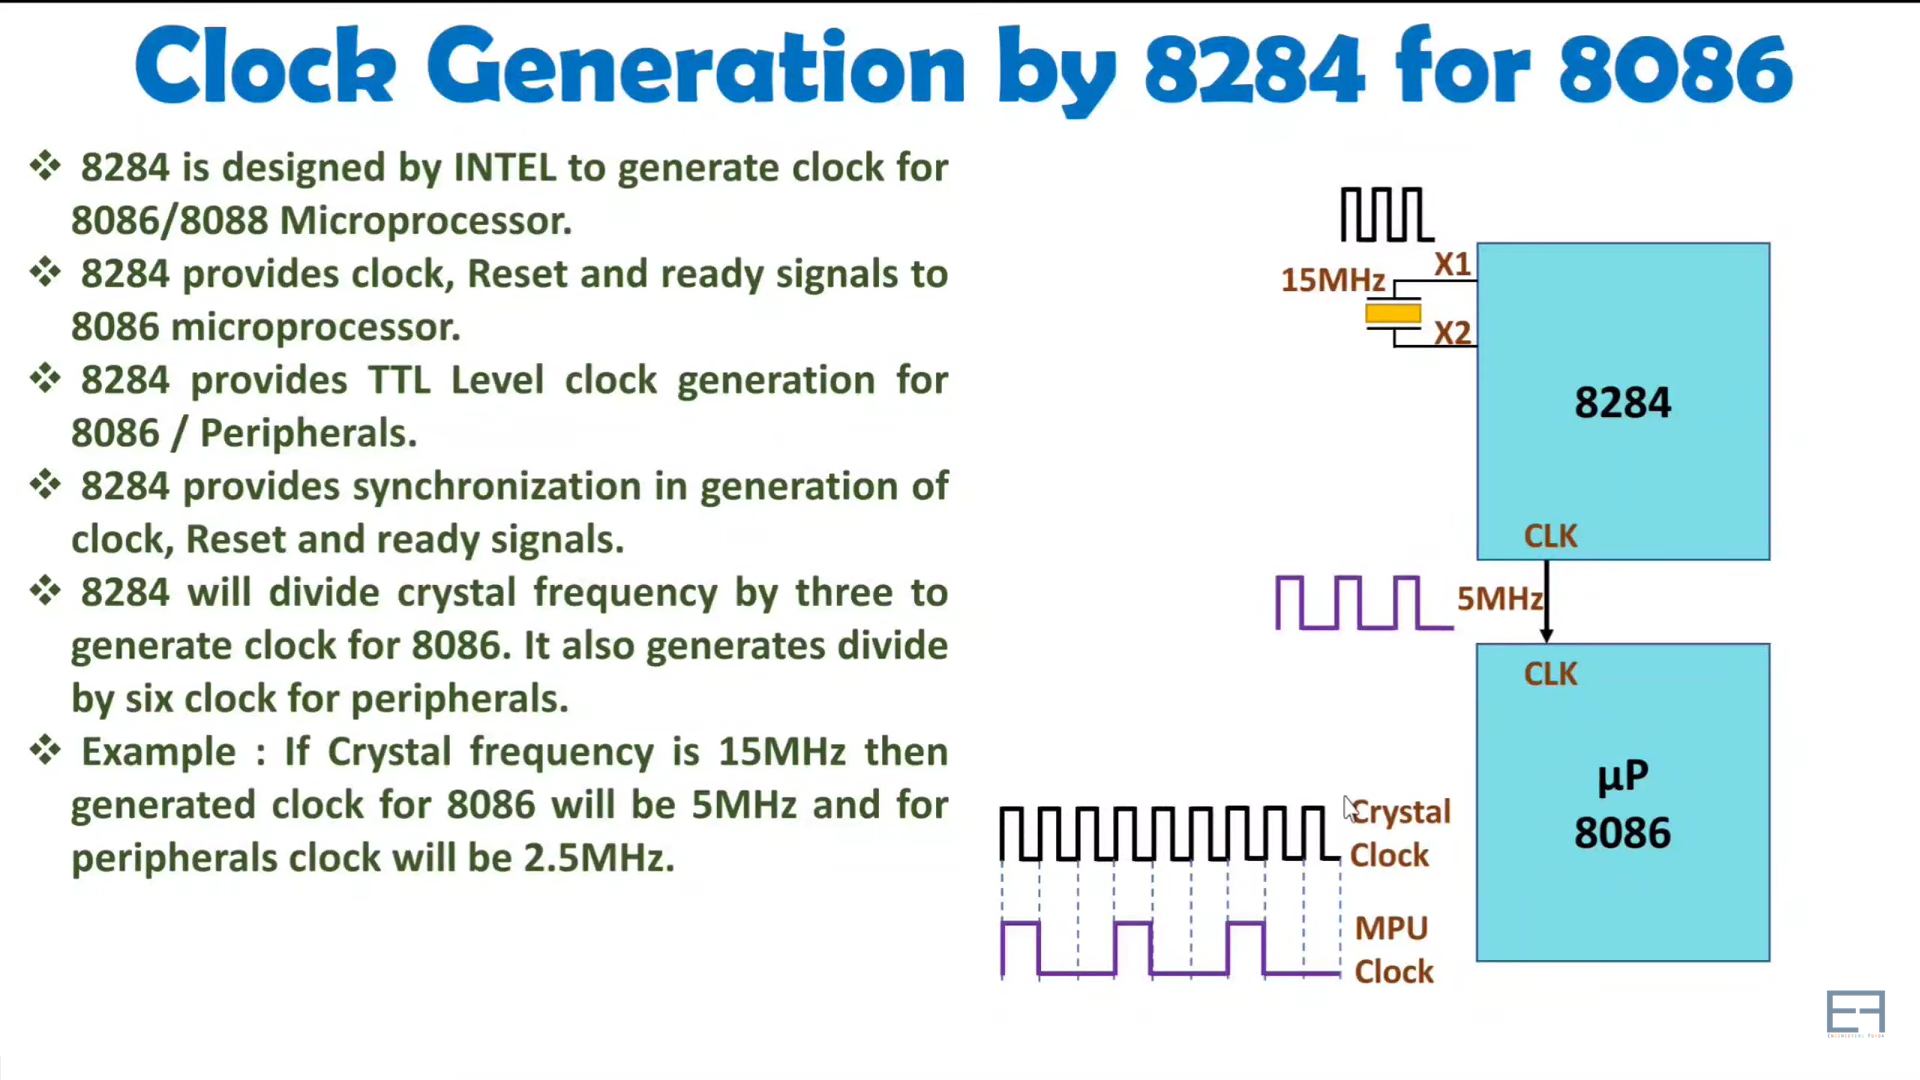 Clock Generation by 8284 for 8086
❖ 8284 is designed by INTEL to generate clock for
8086/8088 Microprocessor.
❖ 8284 provides clock, Reset and ready signals to
8086 microprocessor.
❖ 8284 provides TTL Level clock generation for
8086 / Peripherals.
❖ 8284 provides synchronization in generation of
clock, Reset and ready signals.
❖ 8284 will divide crystal frequency by three to
generate clock for 8086. It also generates divide
by six clock for peripherals.
❖ Example : If Crystal frequency is 15MHz then
generated clock for 8086 will be 5MHz and for
peripherals clock will be 2.5MHz.
X1
15MHz
X2
8284
CLK
5MHz
CLK
μP
8086
Crystal
Clock
MPU
Clock